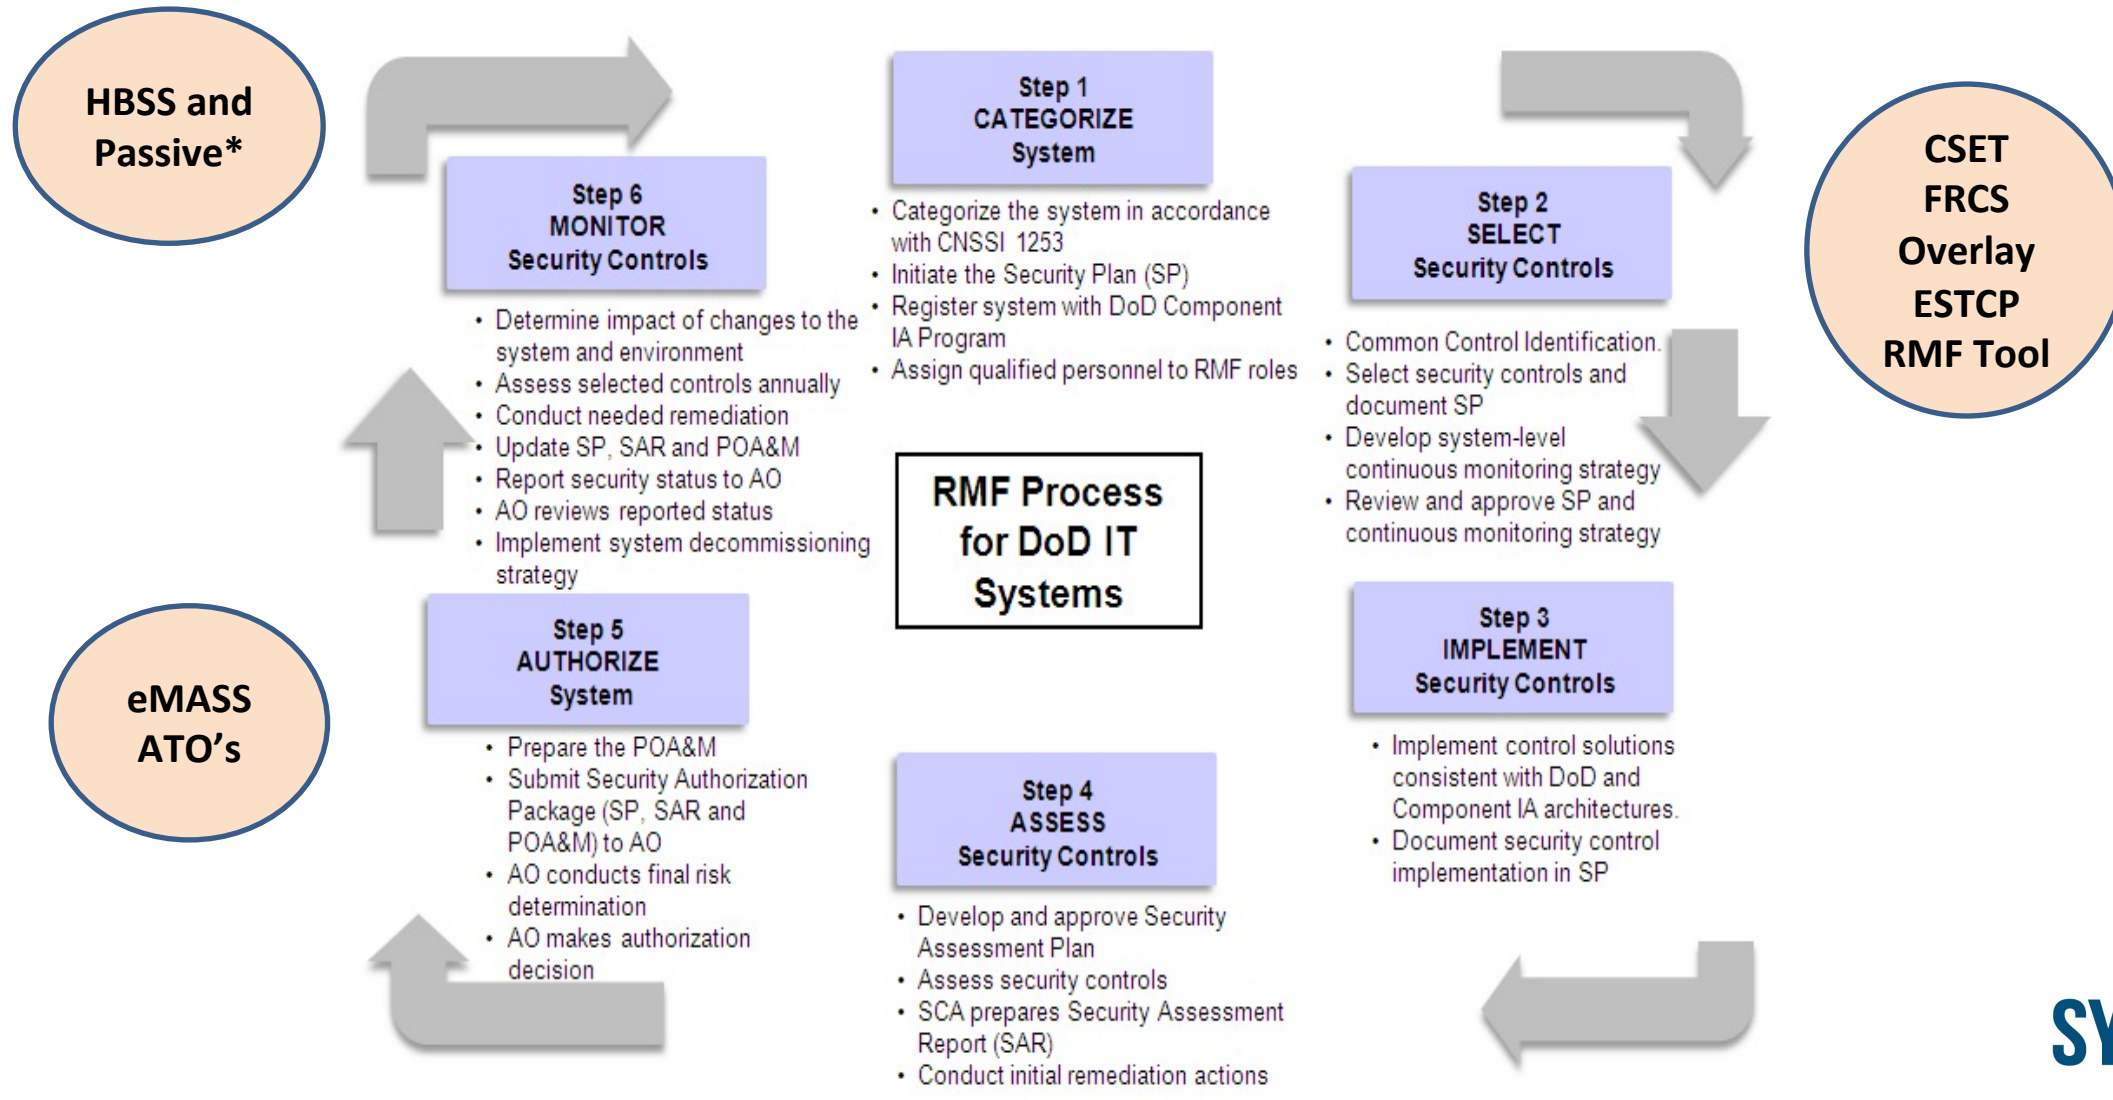 HBSS and
Passive*
Step 1
CATEGORIZE
System
• Categorize the system in accordance
with CNSSI 1253
• Initiate the Security Plan (SP)
• Register system with DoD Component
IA Program
• Assign qualified personnel to RMF roles
Step 2
SELECT
Security Controls
• Common Control Identification.
• Select security controls and
document SP
• Develop system-level
continuous monitoring strategy
• Review and approve SP and
continuous monitoring strategy
CSET
FRCS
Overlay
ESTCP
RMF Tool
Step 6
MONITOR
Security Controls
• Determine impact of changes to the
system and environment
• Assess selected controls annually
• Conduct needed remediation
• Update SP, SAR and POA&M
• Report security status to AO
• AO reviews reported status
• Implement system decommissioning
strategy
RMF Process
for DoD IT
Systems
Step 3
IMPLEMENT
Security Controls
• Implement control solutions
consistent with DoD and
Component IA architectures.
• Document security control
implementation in SP
eMASS
ATO’s
Step 5
AUTHORIZE
System
• Prepare the POA&M
• Submit Security Authorization
Package (SP, SAR and
POA&M) to AO
• AO conducts final risk
determination
• AO makes authorization
decision
Step 4
ASSESS
Security Controls
• Develop and approve Security
Assessment Plan
• Assess security controls
• SCA prepares Security Assessment
Report (SAR)
• Conduct initial remediation actions